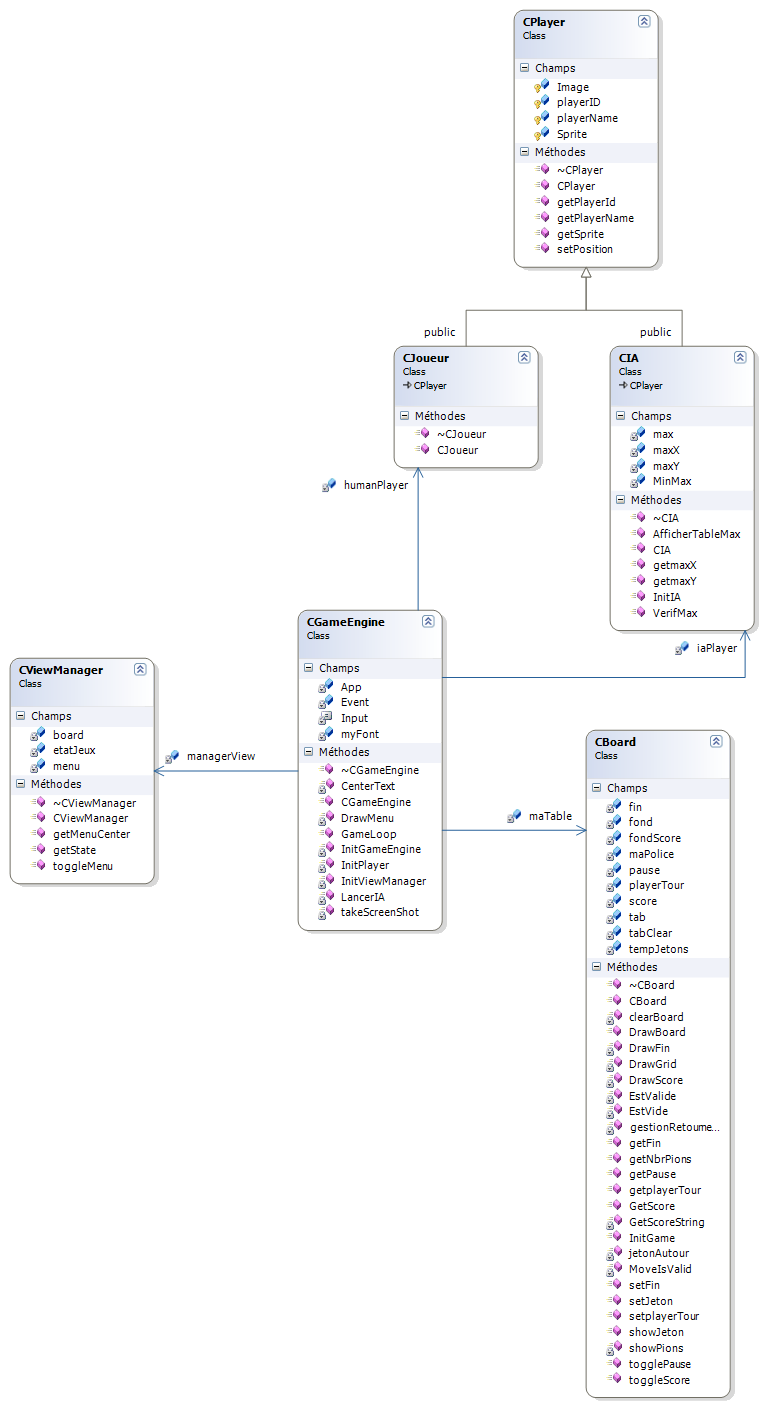 CPlayer
Class
Champs
Image
playerID
playerName
Sprite
Méthodes
~CPlayer
CPlayer
getPlayerId
getPlayerName
getSprite
setPosition
public
public
CJoueur
Class
CPlayer
Méthodes
~CJoueur
CJoueur
CIA
Class
CPlayer
Champs
max
maxX
maxY
MinMax
Méthodes
~CIA
AfficherTableMax
CIA
getmaxX
getmaxY
InitIA
VerifMax
humanPlayer
iaPlayer
CGameEngine
Class
Champs
App
Event
Input
myFont
Méthodes
~CGameEngine
CenterText
CGameEngine
DrawMenu
GameLoop
InitGameEngine
InitPlayer
InitViewManager
LancerIA
takeScreenShot
managerView
maTable
CViewManager
Class
Champs
board
etatJeux
menu
Méthodes
~CViewManager
CViewManager
getMenuCenter
getState
toggleMenu
CBoard
Class
Champs
fin
fond
fondScore
maPolice
pause
playerTour
score
tab
tabClear
tempJetons
Méthodes
~CBoard
CBoard
clearBoard
DrawBoard
DrawFin
DrawGrid
DrawScore
EstValide
EstVide
gestionRetourne...
getFin
getNbrPions
getPause
getplayerTour
GetScore
GetScoreString
InitGame
jetonAutour
MoveIsValid
setFin
setJeton
setplayerTour
showJeton
showPions
togglePause
toggleScore